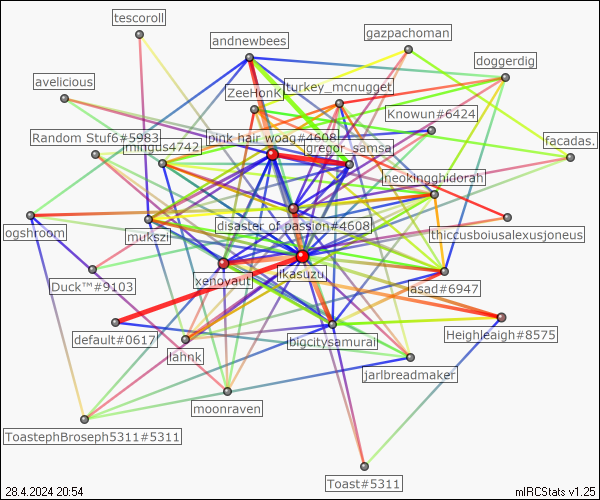 tescoroll
gazpachoman
andnewbees
doggerdig
avelicious
ZeeHonk
turkey_mcnugget
Knowun#6424
Random Stuf6#5983
pink hair woag#4608
facadas.
mingus4742
gregor_samsa
neokingghidorah
ogshroom
mukszi
disaster of passion#4608
thiccusboiusalexusjoneus
Duck™#9103
xenoyaut
ikasuzu
asad#6947
default#0617
Heighleaigh#8575
lahnk
bigcitysamurai
jarlbreadmaker
moonraven
ToastephBroseph5311#5311
Toast#5311
28.4.2024 20:54
mIRCStats v1.25